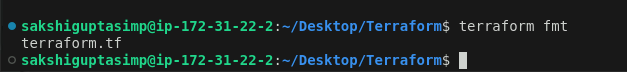 sakshiguptasimp@ip-172-31-22-2:~/Desktop/Terraform$ terraform fmt
terraform.tf
sakshiguptasimp@ip-172-31-22-2:~/Desktop/Terraform$